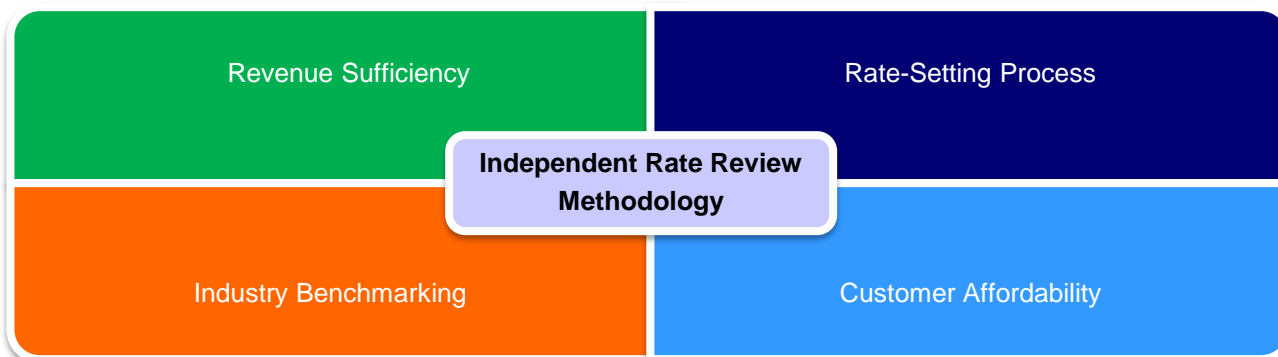 Revenue Sufficiency
Rate-Setting Process
Independent Rate Review
Methodology
Industry Benchmarking
Customer Affordability